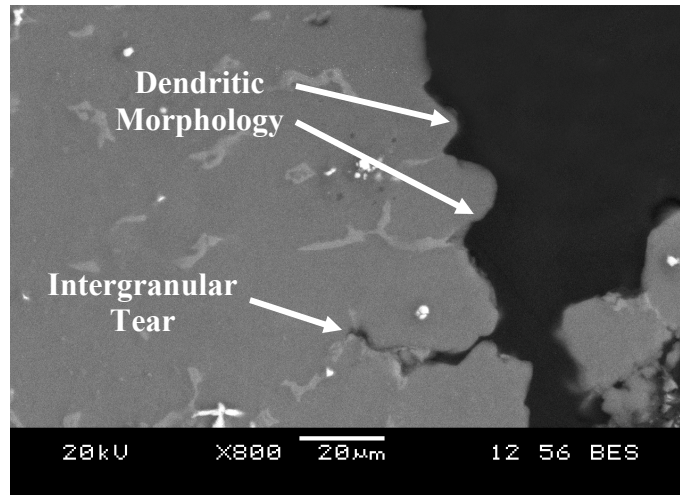 Dendritic
Morphology
Intergranular
Tear
20kV X800 20μm 12 56 BES